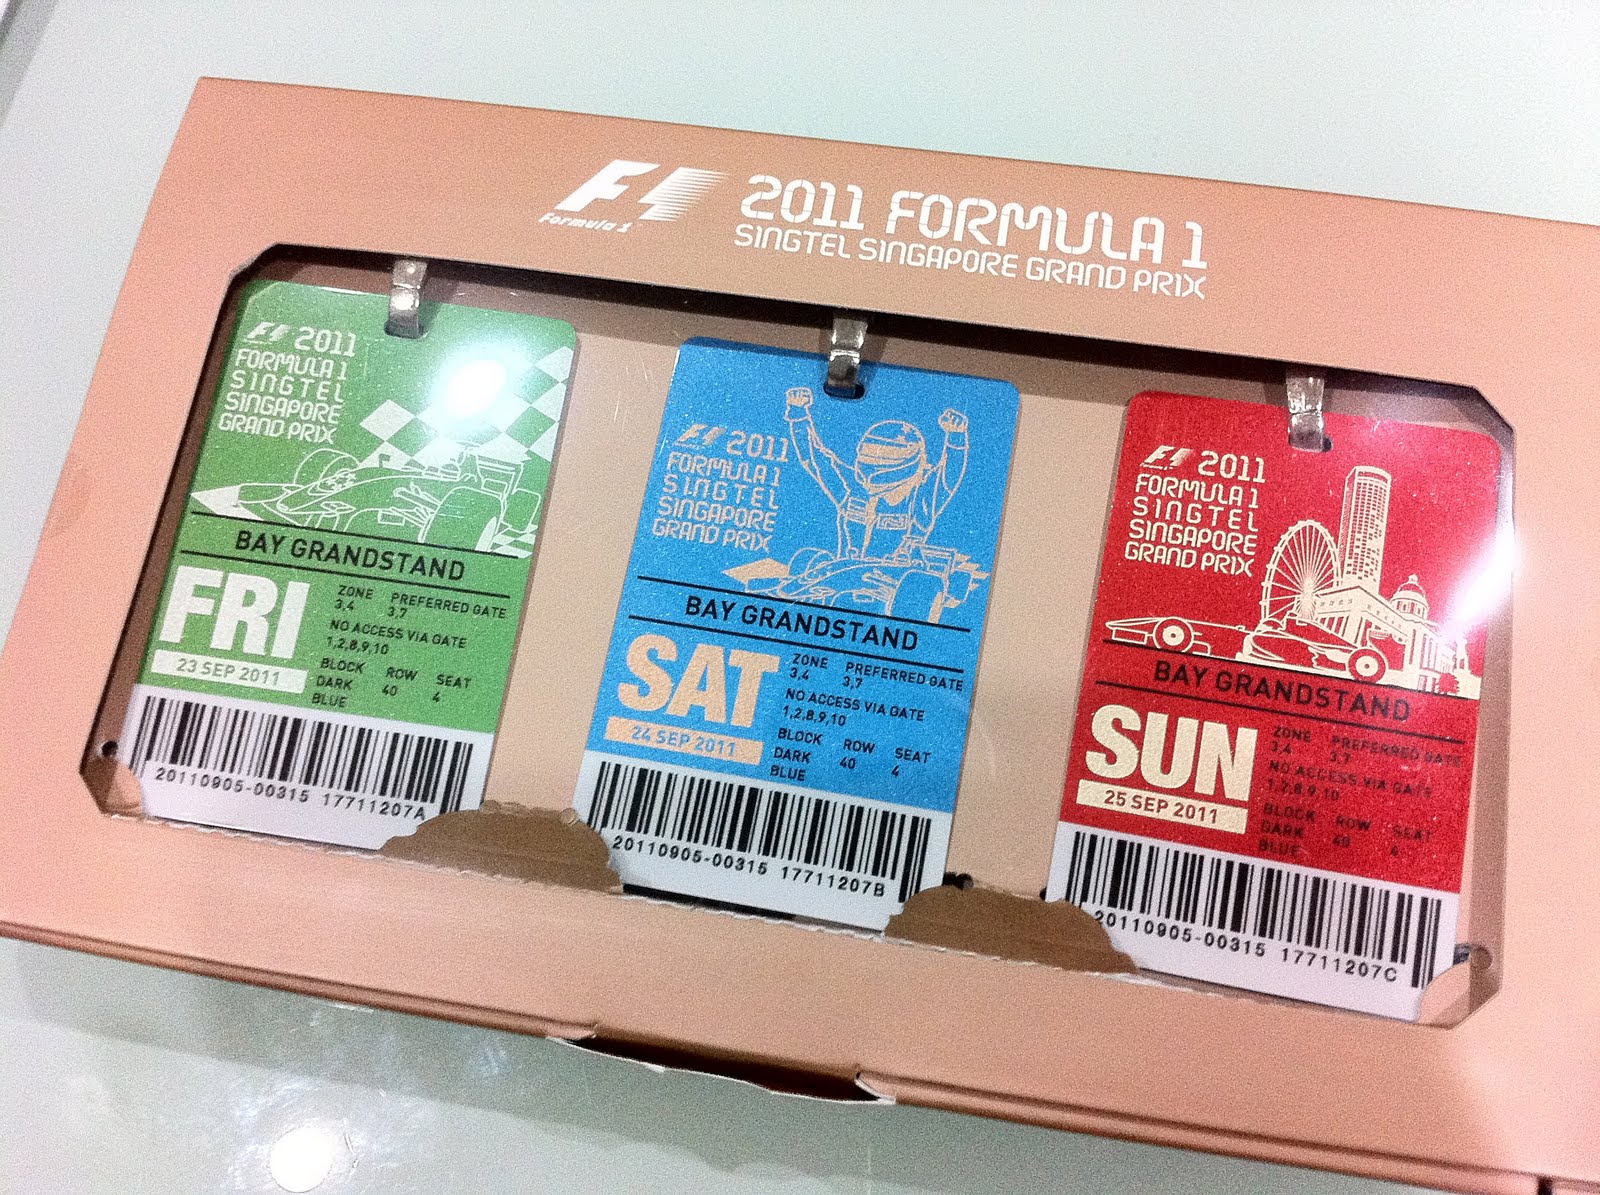 F1 2011 FORMULA 1
Formula 1 SINGTEL SINGAPORE GRAND PRIX
F1 2011
FORMULA 1
SINGTEL
SINGAPORE
GRAND PRIX
BAY GRANDSTAND
FRI
23 SEP 2011
ZONE PREFERRED GATE
3,4 3,7
NO ACCESS VIA GATE
1,2,8,9,10
BLOCK ROW SEAT
DARK 40 4
BLUE
20110905-00315 17711207A
F1 2011
FORMULA 1
SINGTEL
SINGAPORE
GRAND PRIX
BAY GRANDSTAND
SAT
24 SEP 2011
ZONE PREFERRED GATE
3,4 3,7
NO ACCESS VIA GATE
1,2,8,9,10
BLOCK ROW SEAT
DARK 40 4
BLUE
20110905-00315 17711207B
F1 2011
FORMULA 1
SINGTEL
SINGAPORE
GRAND PRIX
BAY GRANDSTAND
SUN
25 SEP 2011
ZONE PREFERRED GATE
3,4 3,7
NO ACCESS VIA GATE
1,2,8,9,10
BLOCK ROW SEAT
DARK 40 4
BLUE
20110905-00315 17711207C